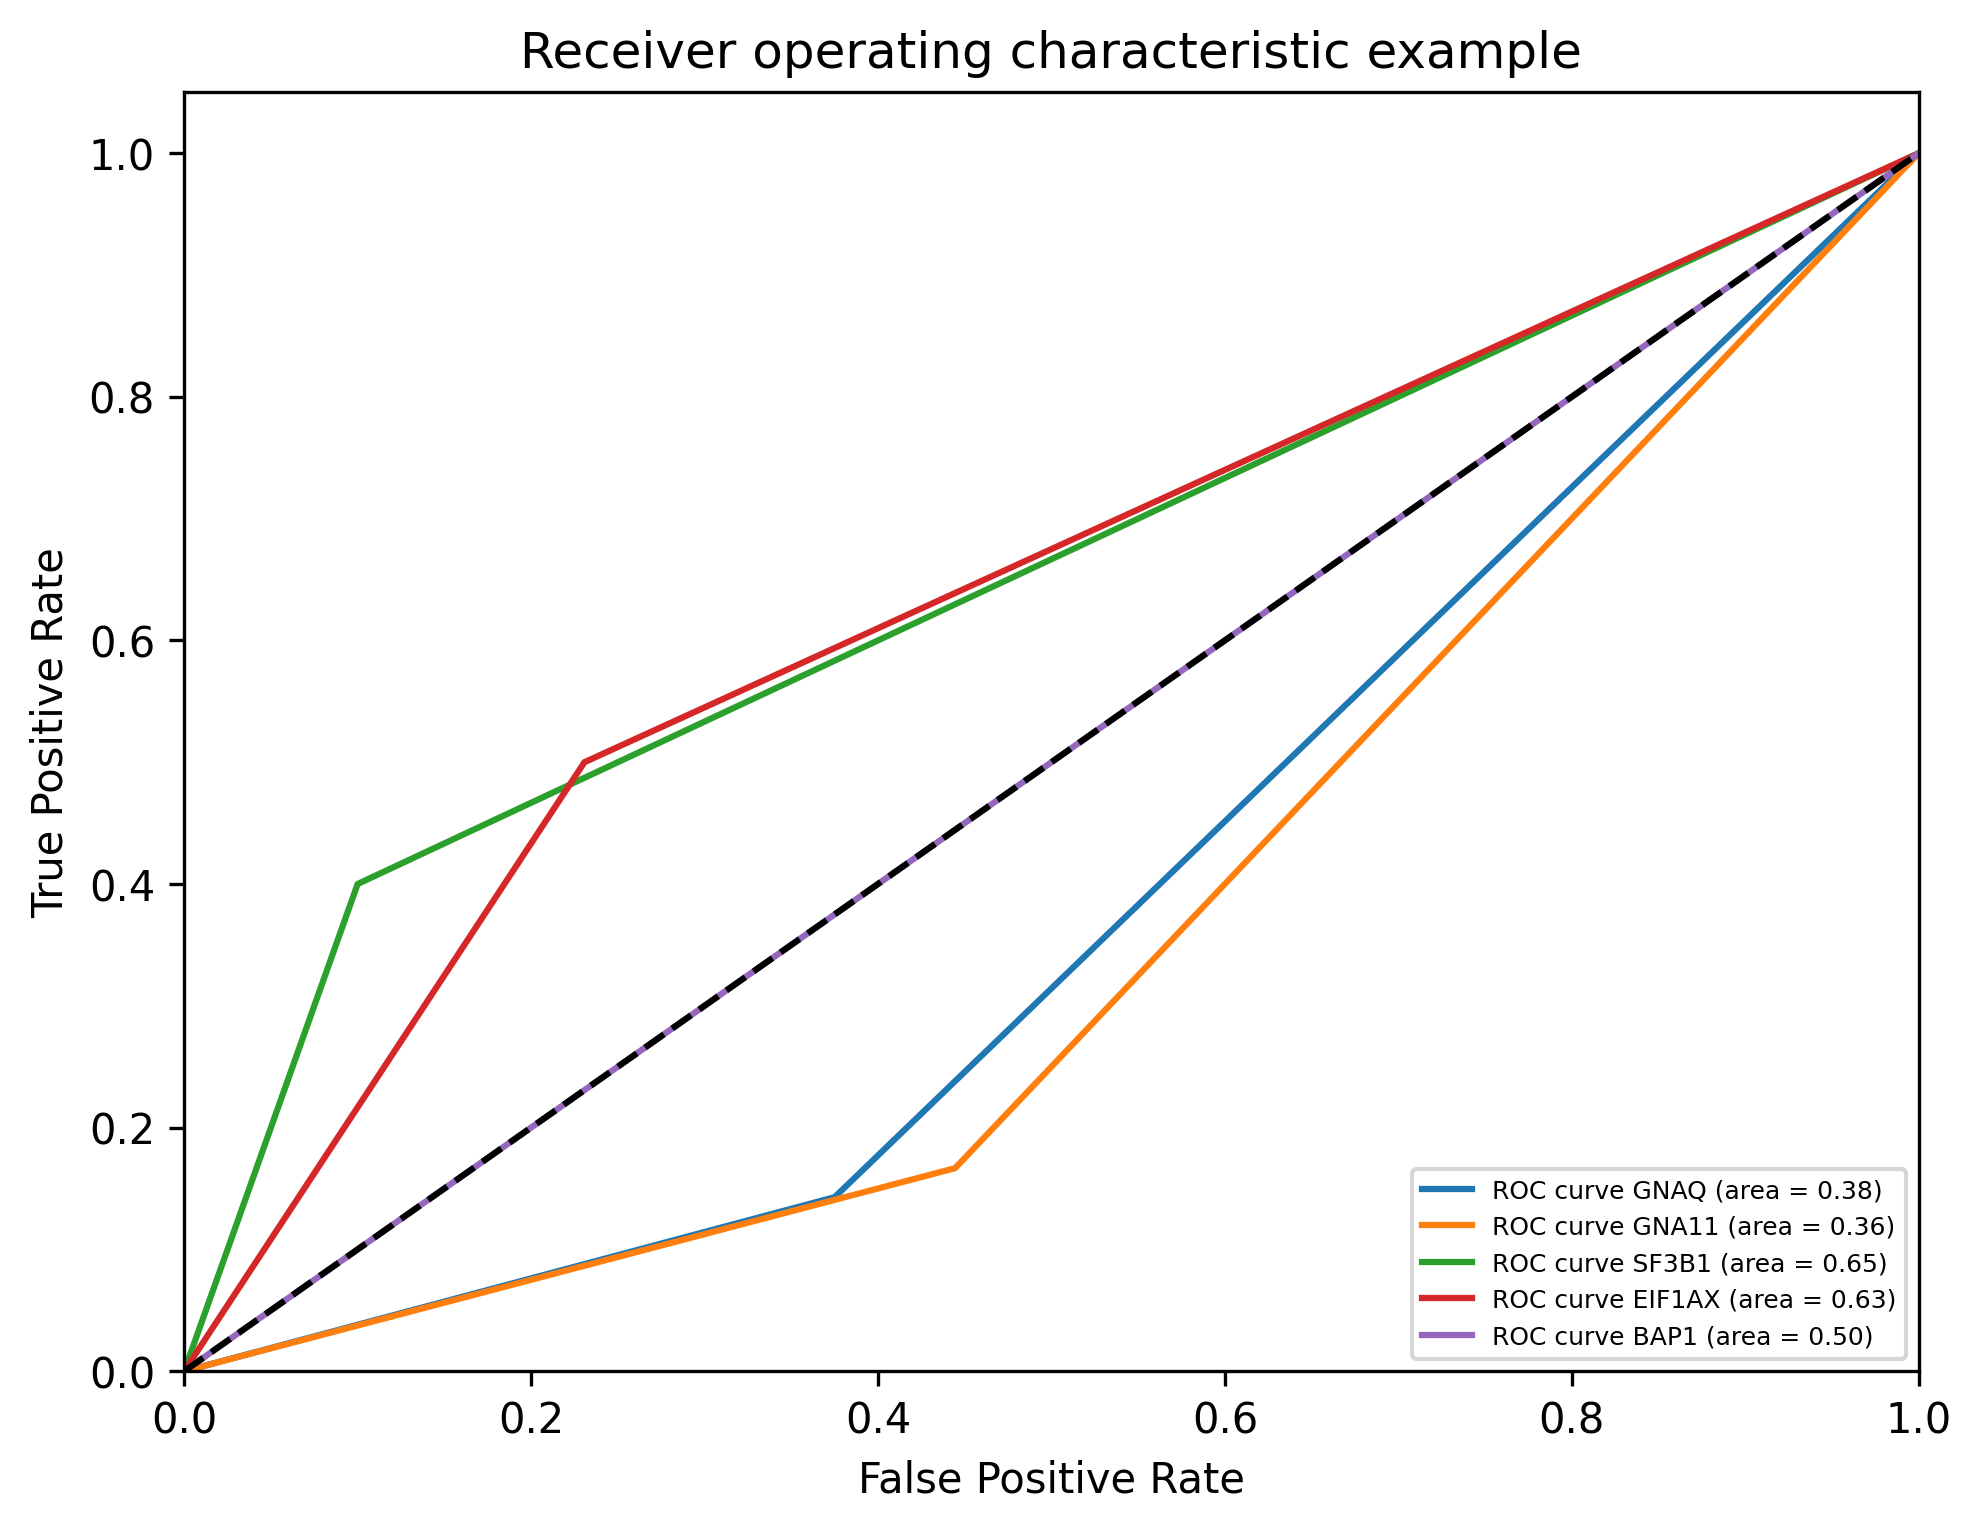 Receiver operating characteristic example
True Positive Rate
1.0
0.8
0.6
0.4
0.2
0.0
ROC curve GNAQ (area = 0.38)
ROC curve GNA11 (area = 0.36)
ROC curve SF3B1 (area = 0.65)
ROC curve EIF1AX (area = 0.63)
ROC curve BAP1 (area = 0.50)
0.0 0.2 0.4 0.6 0.8 1.0
False Positive Rate